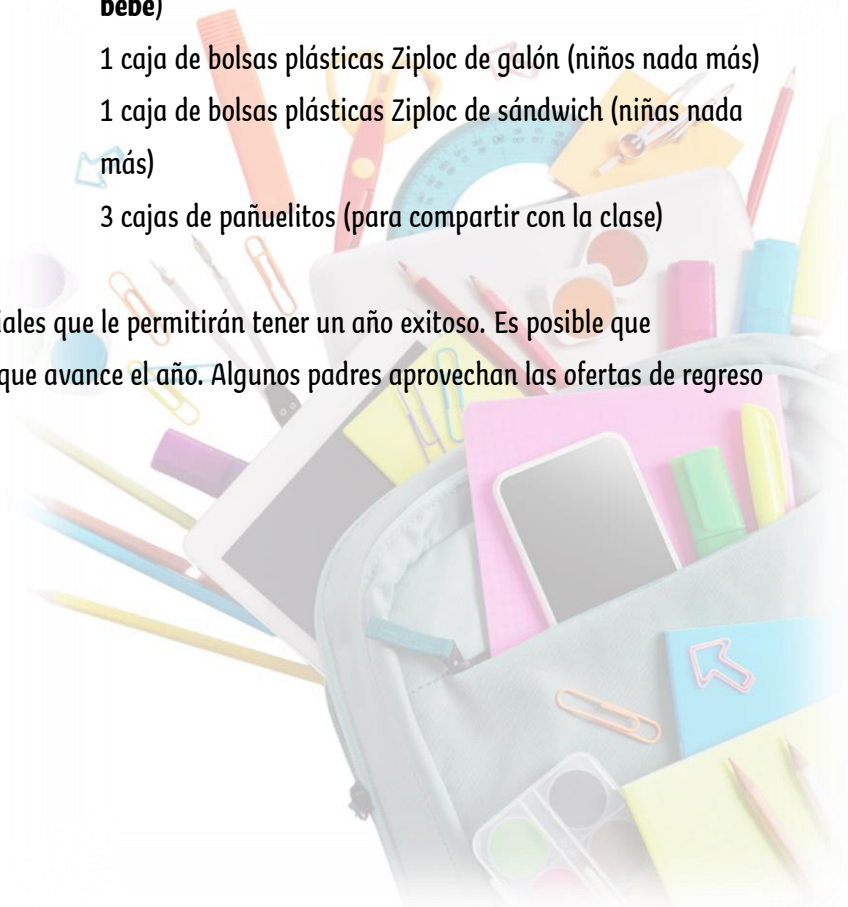 bebé)
1 caja de bolsas plásticas Ziploc de galón (niños nada más)
1 caja de bolsas plásticas Ziploc de sándwich (niñas nada
más)
3 cajas de pañuelitos (para compartir con la clase)
iales que le permitirán tener un año exitoso. Es posible que
que avance el año. Algunos padres aprovechan las ofertas de regreso